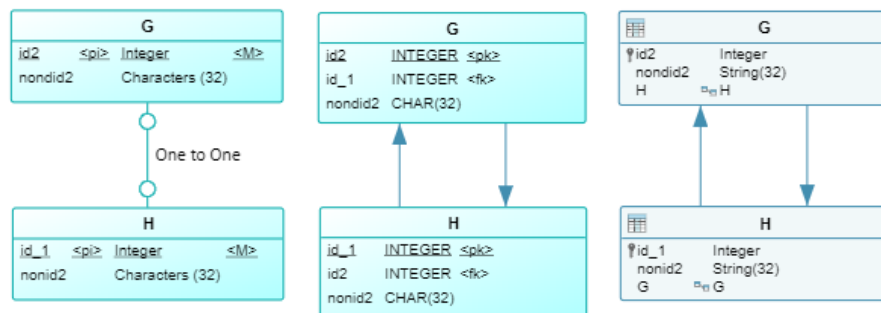 G
id2 <pi> Integer <M>
nondid2 Characters (32)
One to One
H
id_1 <pi> Integer <M>
nonid2 Characters (32)
G
id2 INTEGER <pk>
id_1 INTEGER <fk>
nondid2 CHAR(32)
H
id_1 INTEGER <pk>
id2 INTEGER <fk>
nonid2 CHAR(32)
G
id2 Integer
nondid2 String(32)
H H
H
id_1 Integer
nonid2 String(32)
G G